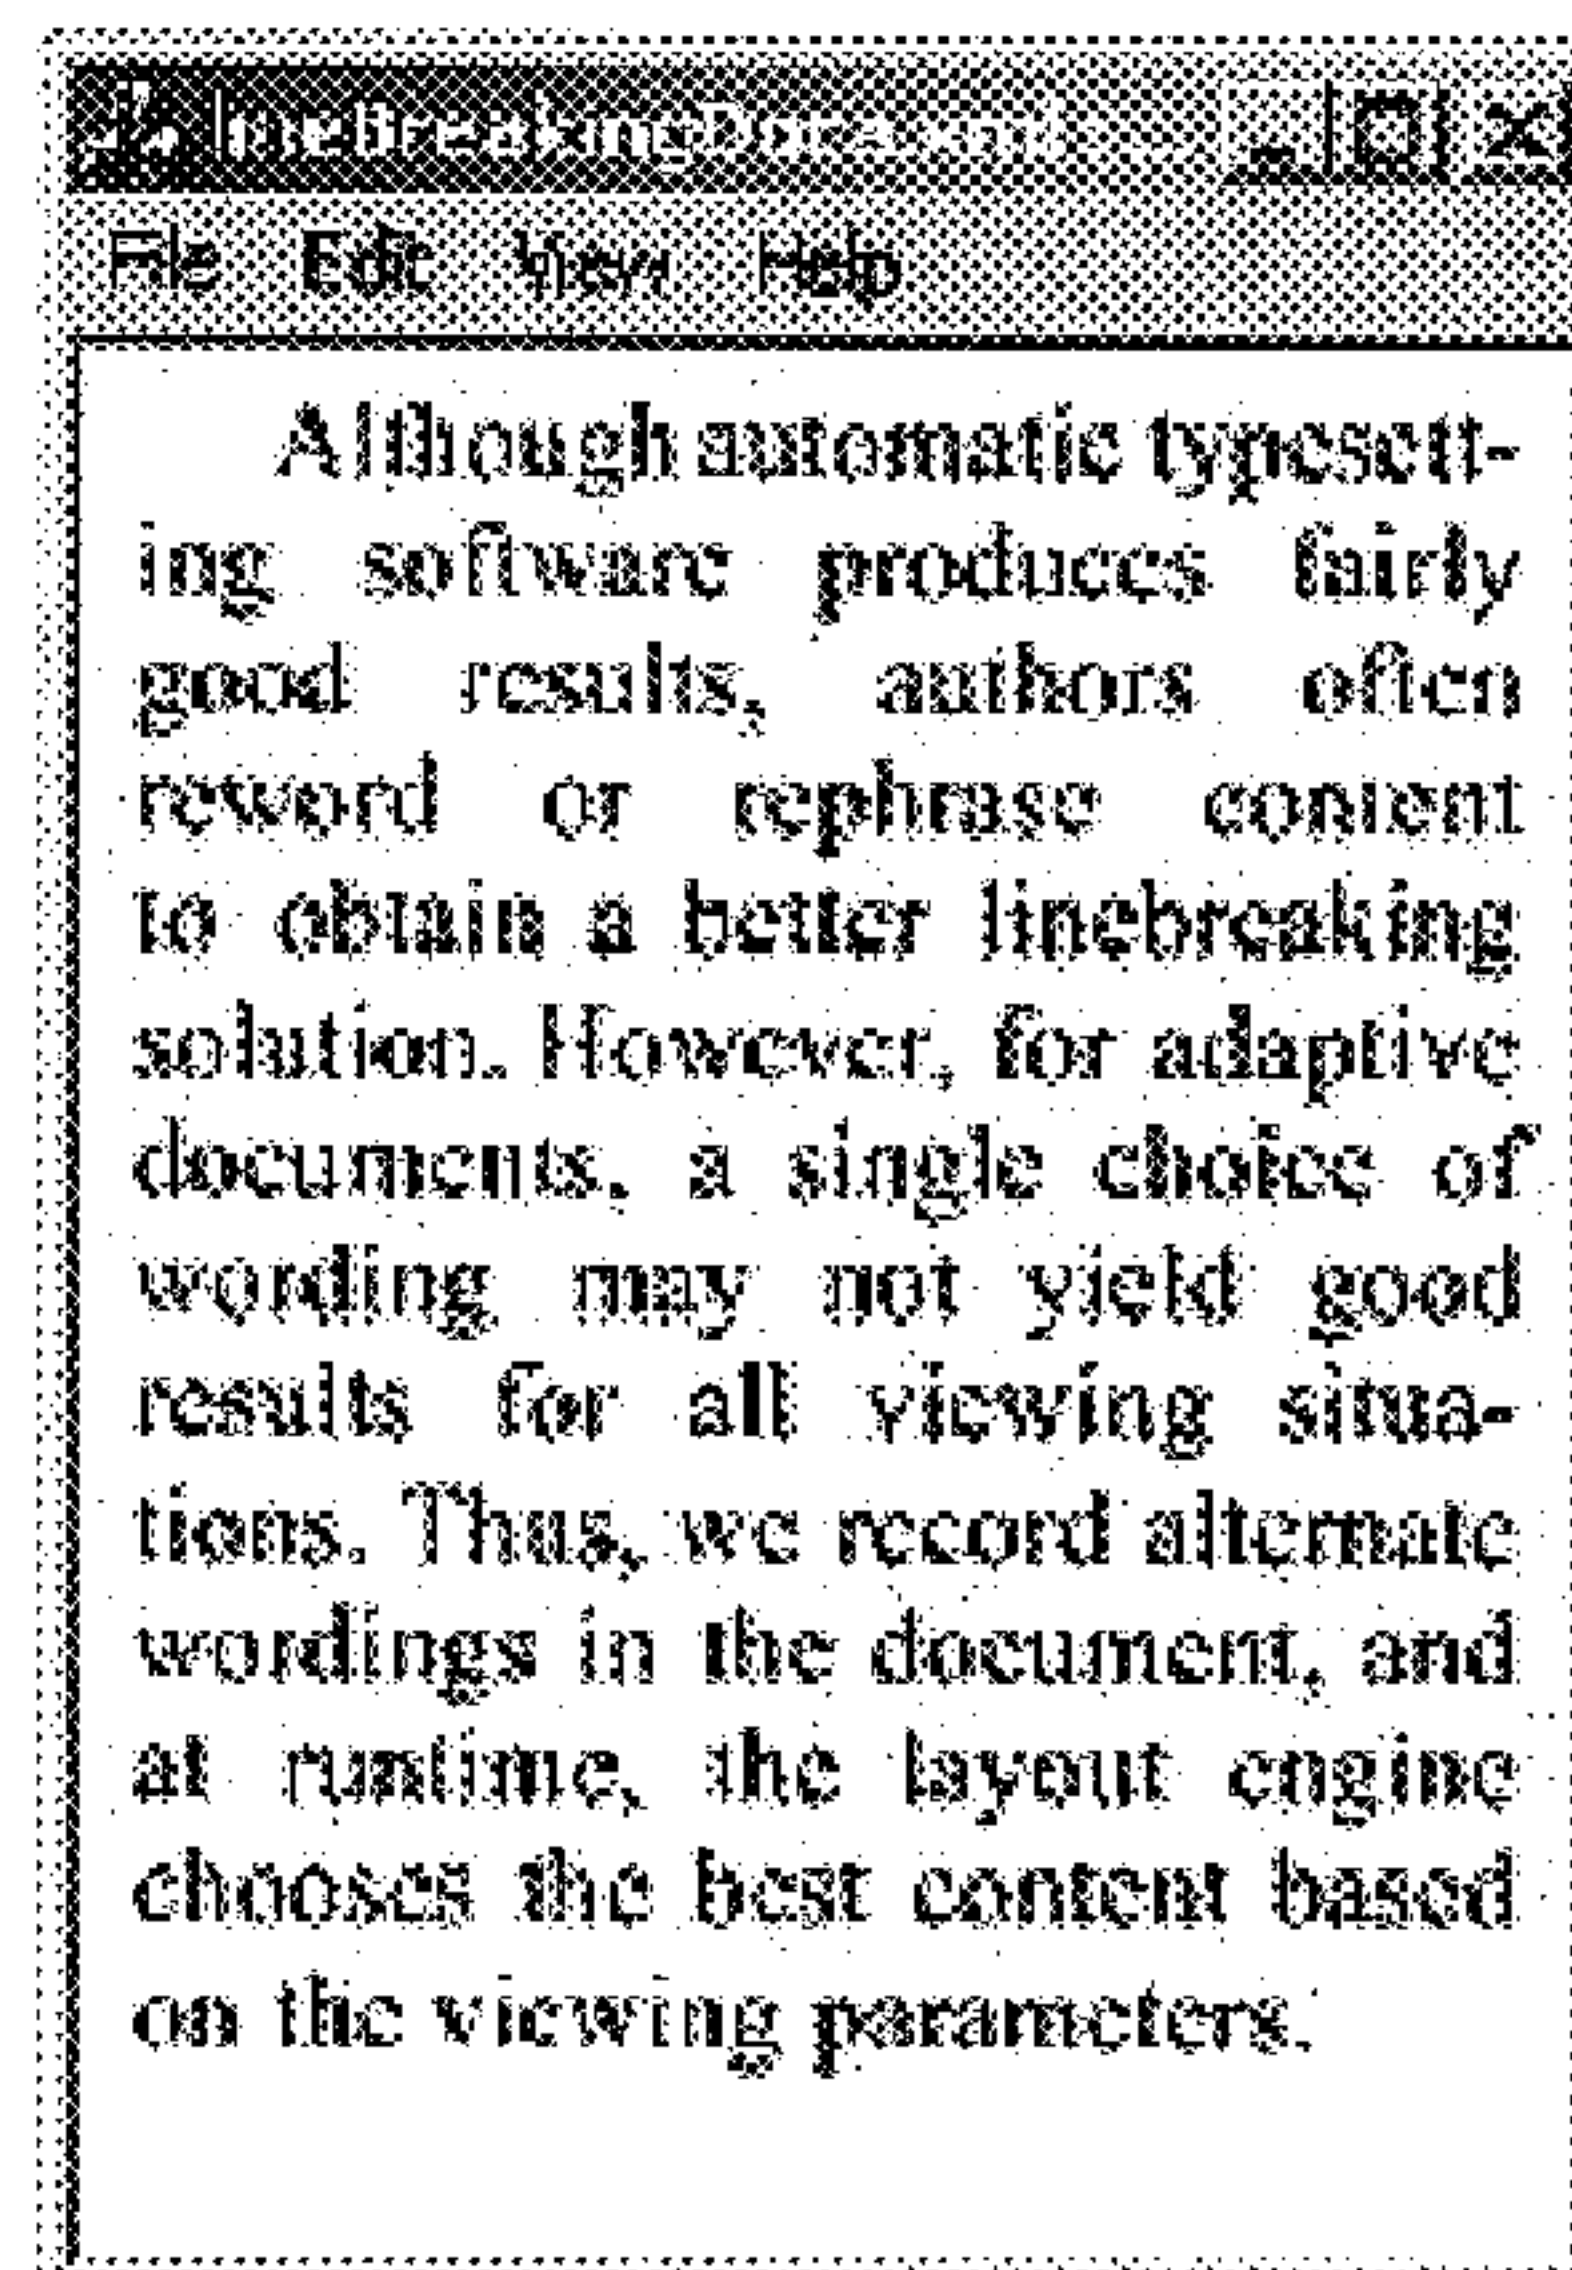 lineBreakingDora.xml
File Edit View Help
Although automatic typesett-
ing software produces fairly
good results, authors often
reword or rephrase content
to obtain a better linebreaking
solution. However, for adaptive
documents, a single choice of
wording may not yield good
results for all viewing situa-
tions. Thus, we record alternate
wordings in the document, and
at runtime, the layout engine
chooses the best content based
on the viewing parameters.